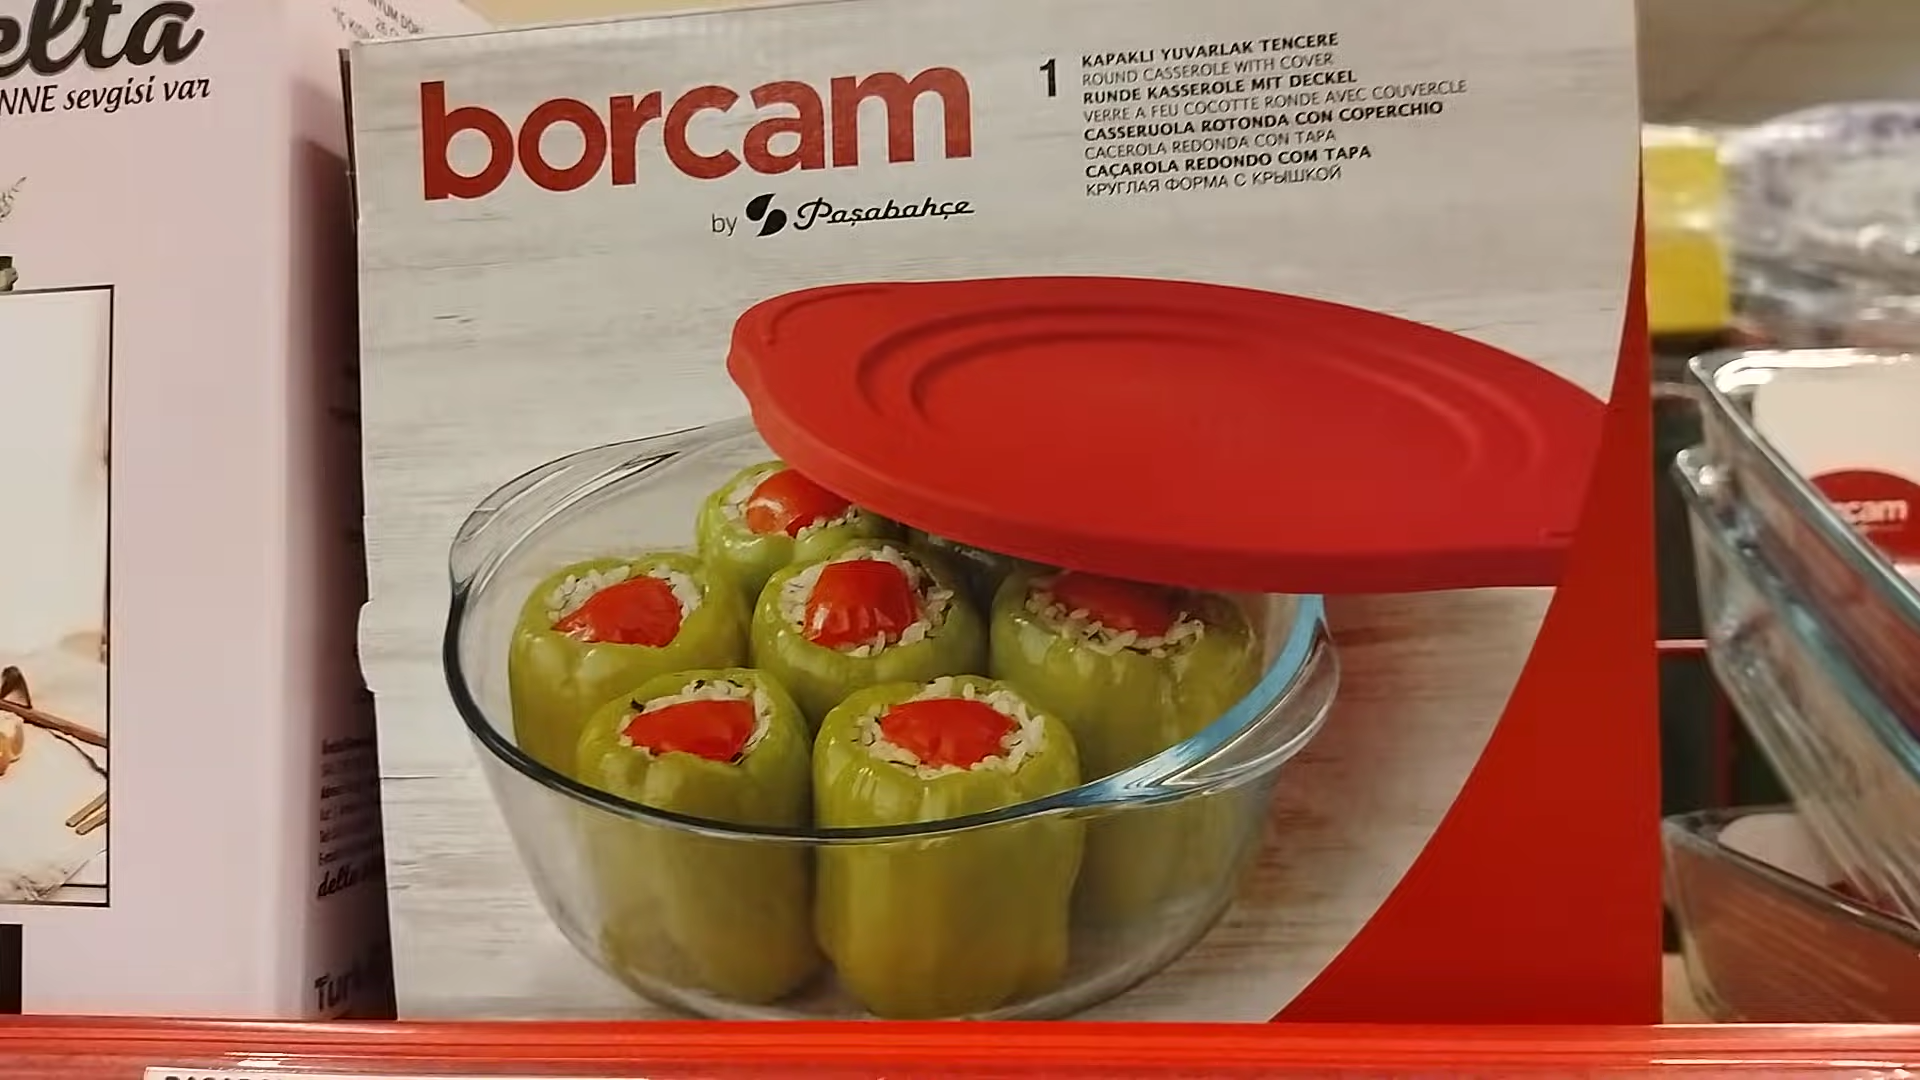 elta
NNE sevgisi var
borcam
by Paşabahçe
1
KAPAKLI YUVARLAK TENCERE
ROUND CASSEROLE WITH COVER
RUNDE KASSEROLE MIT DECKEL
VERRE A FEU COCOTTE RONDE AVEC COUVERCLE
CASSERUOLA ROTONDA CON COPERCHIO
CACEROLA REDONDA CON TAPA
CAÇAROLA REDONDO COM TAPA
КРУГЛАЯ ФОРМА С КРЫШКОЙ
rcam
delta